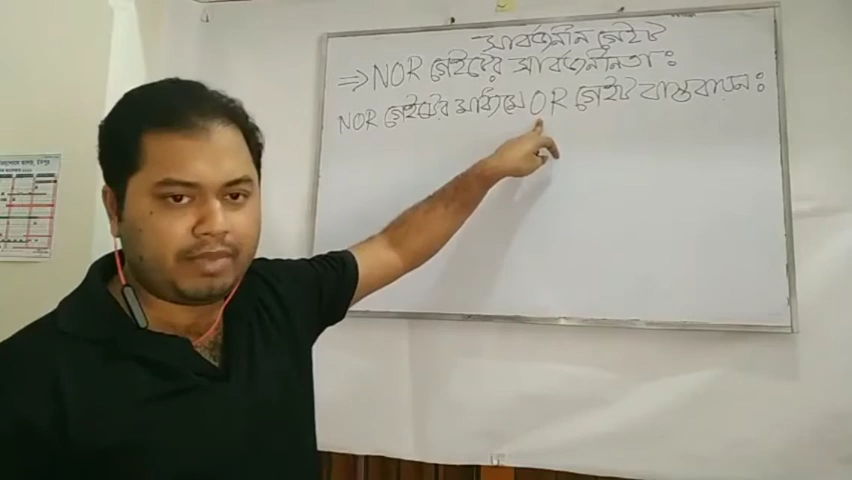 সার্বজনীন গেইট
=> NOR গেইটের সার্বজনীনতা :
NOR গেইটের মাধ্যমে OR গেইট বাস্তবায়ন :